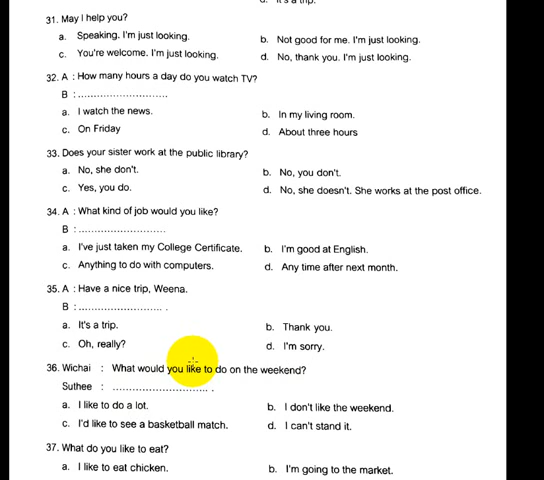 d. It's a trip.
31. May I help you?
a. Speaking. I'm just looking. b. Not good for me. I'm just looking.
c. You're welcome. I'm just looking. d. No, thank you. I'm just looking.
32. A : How many hours a day do you watch TV?
B : ............................
a. I watch the news. b. In my living room.
c. On Friday d. About three hours
33. Does your sister work at the public library?
a. No, she don't. b. No, you don't.
c. Yes, you do. d. No, she doesn't. She works at the post office.
34. A : What kind of job would you like?
B : ...........................
a. I've just taken my College Certificate. b. I'm good at English.
c. Anything to do with computers. d. Any time after next month.
35. A : Have a nice trip, Weena.
B : ............................ .
a. It's a trip. b. Thank you.
c. Oh, really? d. I'm sorry.
36. Wichai : What would you like to do on the weekend?
Suthee : .............................. .
a. I like to do a lot. b. I don't like the weekend.
c. I'd like to see a basketball match. d. I can't stand it.
37. What do you like to eat?
a. I like to eat chicken. b. I'm going to the market.